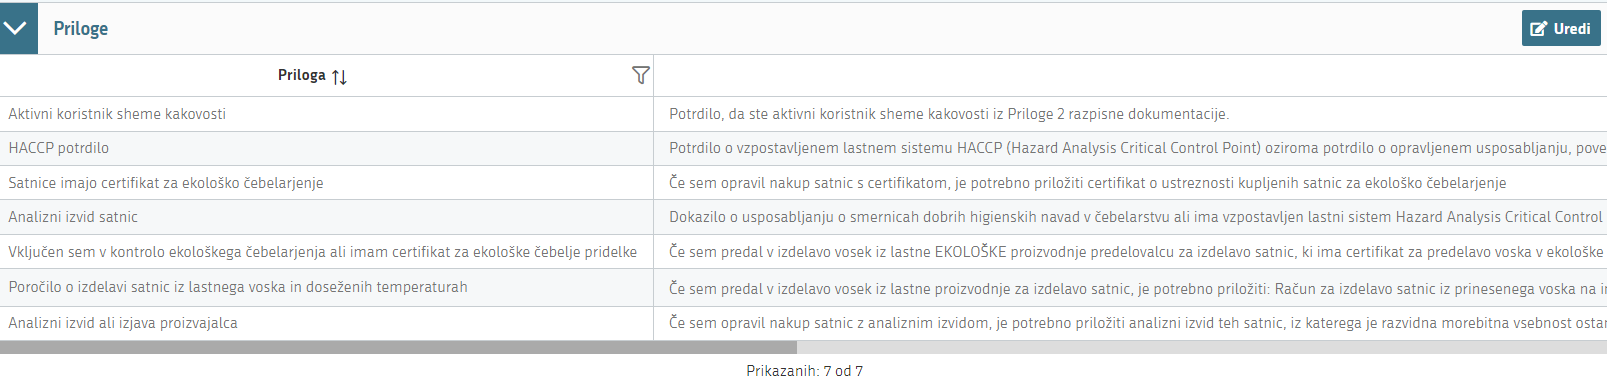 Priloge
Uredi
Priloga
Aktivni koristnik sheme kakovosti
Potrdilo, da ste aktivni koristnik sheme kakovosti iz Priloge 2 razpisne dokumentacije.
HACCP potrdilo
Potrdilo o vzpostavljenem lastnem sistemu HACCP (Hazard Analysis Critical Control Point) oziroma potrdilo o opravljenem usposabljanju, pove
Satnice imajo certifikat za ekološko čebelarjenje
Če sem opravil nakup satnic s certifikatom, je potrebno priložiti certifikat o ustreznosti kupljenih satnic za ekološko čebelarjenje
Analizni izvid satnic
Dokazilo o usposabljanju o smernicah dobrih higienskih navad v čebelarstvu ali ima vzpostavljen lastni sistem Hazard Analysis Critical Control
Vključen sem v kontrolo ekološkega čebelarjenja ali imam certifikat za ekološke čebelje pridelke
Če sem predal v izdelavo vosek iz lastne EKOLOŠKE proizvodnje predelovalcu za izdelavo satnic, ki ima certifikat za predelavo voska v ekološke
Poročilo o izdelavi satnic iz lastnega voska in doseženih temperaturah
Če sem predal v izdelavo vosek iz lastne proizvodnje za izdelavo satnic, je potrebno priložiti: Račun za izdelavo satnic iz prinesenega voska na
Analizni izvid ali izjava proizvajalca
Če sem opravil nakup satnic z analiznim izvidom, je potrebno priložiti analizni izvid teh satnic, iz katerega je razvidna morebitna vsebnost
Prikazanih: 7 od 7